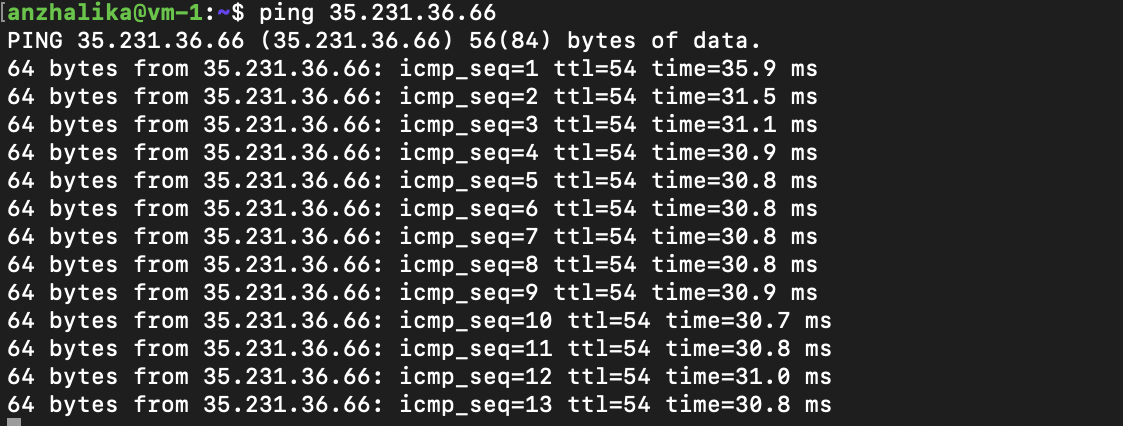 [anzhalika@vm-1:~$ ping 35.231.36.66
PING 35.231.36.66 (35.231.36.66) 56(84) bytes of data.
64 bytes from 35.231.36.66: icmp_seq=1 ttl=54 time=35.9 ms
64 bytes from 35.231.36.66: icmp_seq=2 ttl=54 time=31.5 ms
64 bytes from 35.231.36.66: icmp_seq=3 ttl=54 time=31.1 ms
64 bytes from 35.231.36.66: icmp_seq=4 ttl=54 time=30.9 ms
64 bytes from 35.231.36.66: icmp_seq=5 ttl=54 time=30.8 ms
64 bytes from 35.231.36.66: icmp_seq=6 ttl=54 time=30.8 ms
64 bytes from 35.231.36.66: icmp_seq=7 ttl=54 time=30.8 ms
64 bytes from 35.231.36.66: icmp_seq=8 ttl=54 time=30.8 ms
64 bytes from 35.231.36.66: icmp_seq=9 ttl=54 time=30.9 ms
64 bytes from 35.231.36.66: icmp_seq=10 ttl=54 time=30.7 ms
64 bytes from 35.231.36.66: icmp_seq=11 ttl=54 time=30.8 ms
64 bytes from 35.231.36.66: icmp_seq=12 ttl=54 time=31.0 ms
64 bytes from 35.231.36.66: icmp_seq=13 ttl=54 time=30.8 ms